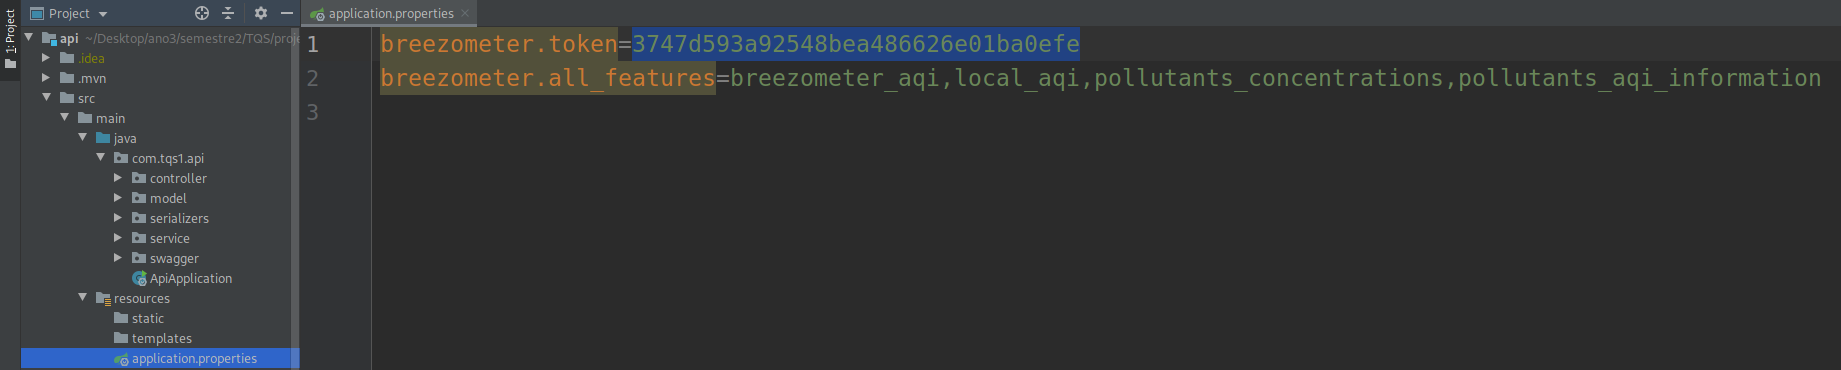 1: Project
Project
api ~/Desktop/ano3/semestre2/TQS/proje
.idea
.mvn
src
main
java
com.tqs1.api
controller
model
serializers
service
swagger
ApiApplication
resources
static
templates
application.properties
application.properties
1 breezometer.token=3747d593a92548bea486626e01ba0efe
2 breezometer.all_features=breezometer_aqi,local_aqi,pollutants_concentrations,pollutants_aqi_information
3